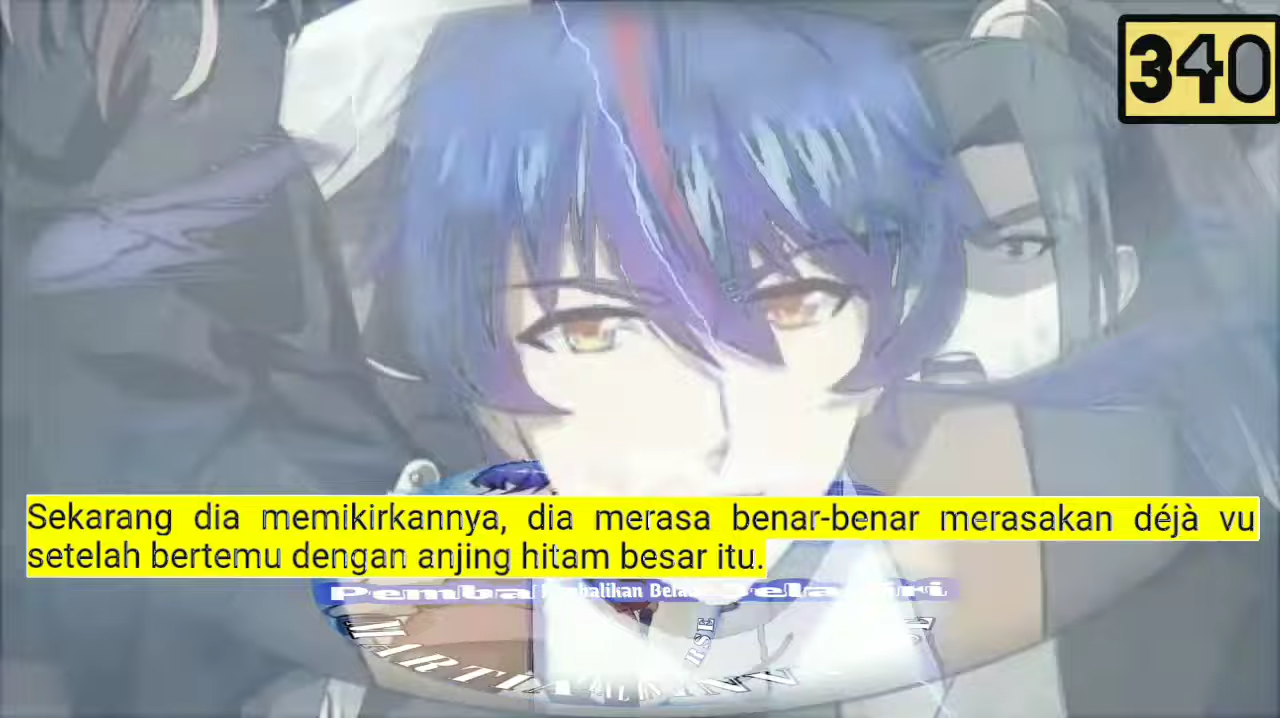 340
Sekarang dia memikirkannya, dia merasa benar-benar merasakan déjà vu
setelah bertemu dengan anjing hitam besar itu.